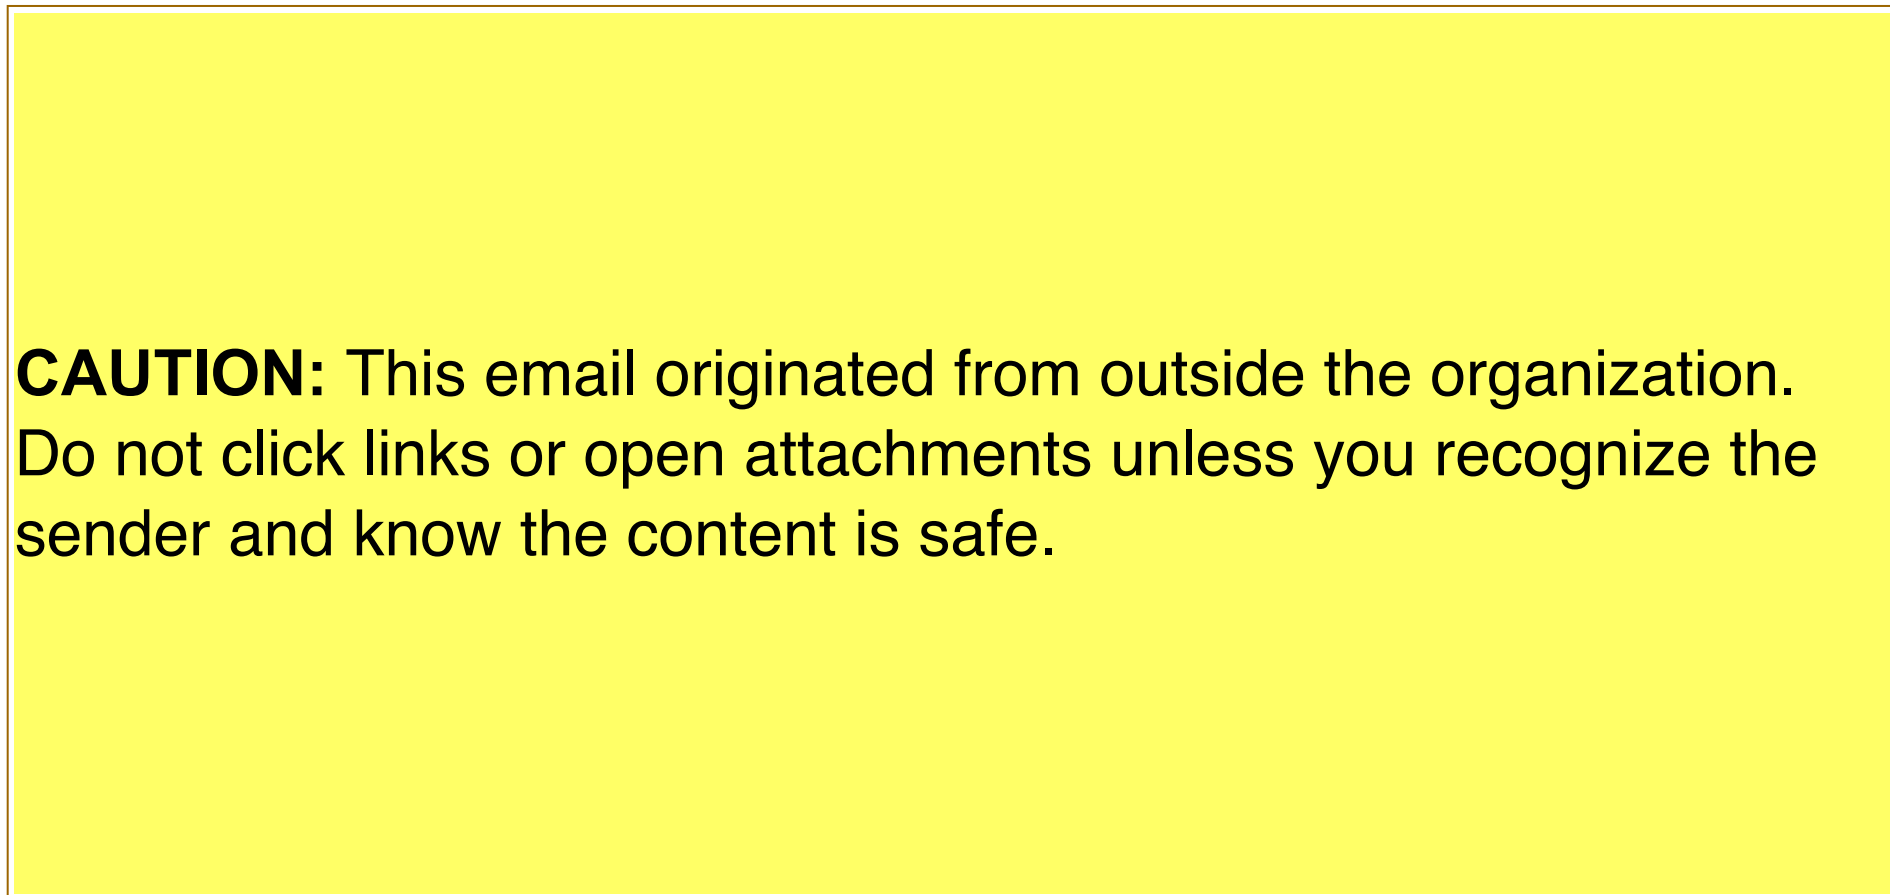 CAUTION: This email originated from outside the organization.
Do not click links or open attachments unless you recognize the
sender and know the content is safe.